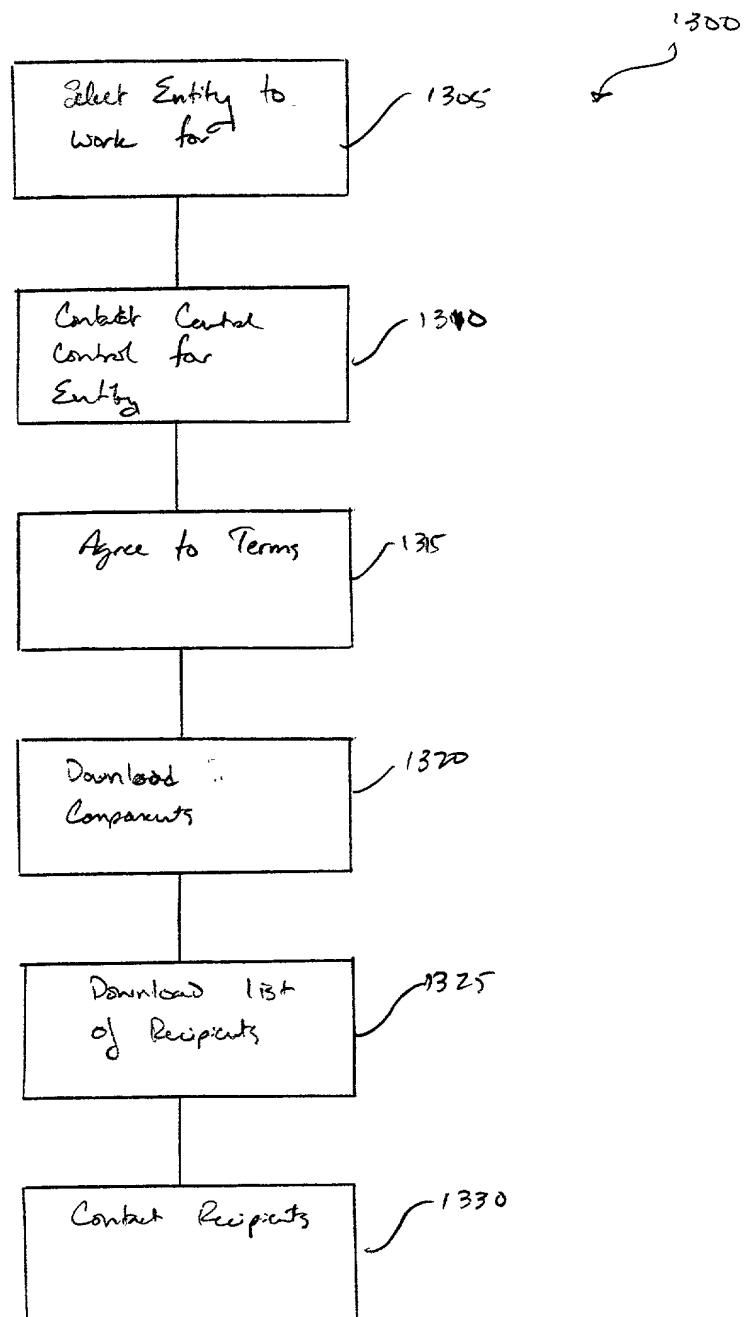 1300
Select Entity to
work for
1305
Contact Central
Control for
Entity
1310
Agree to Terms
1315
Download
Components
1320
Download list
of Recipients
1325
Contact Recipients
1330